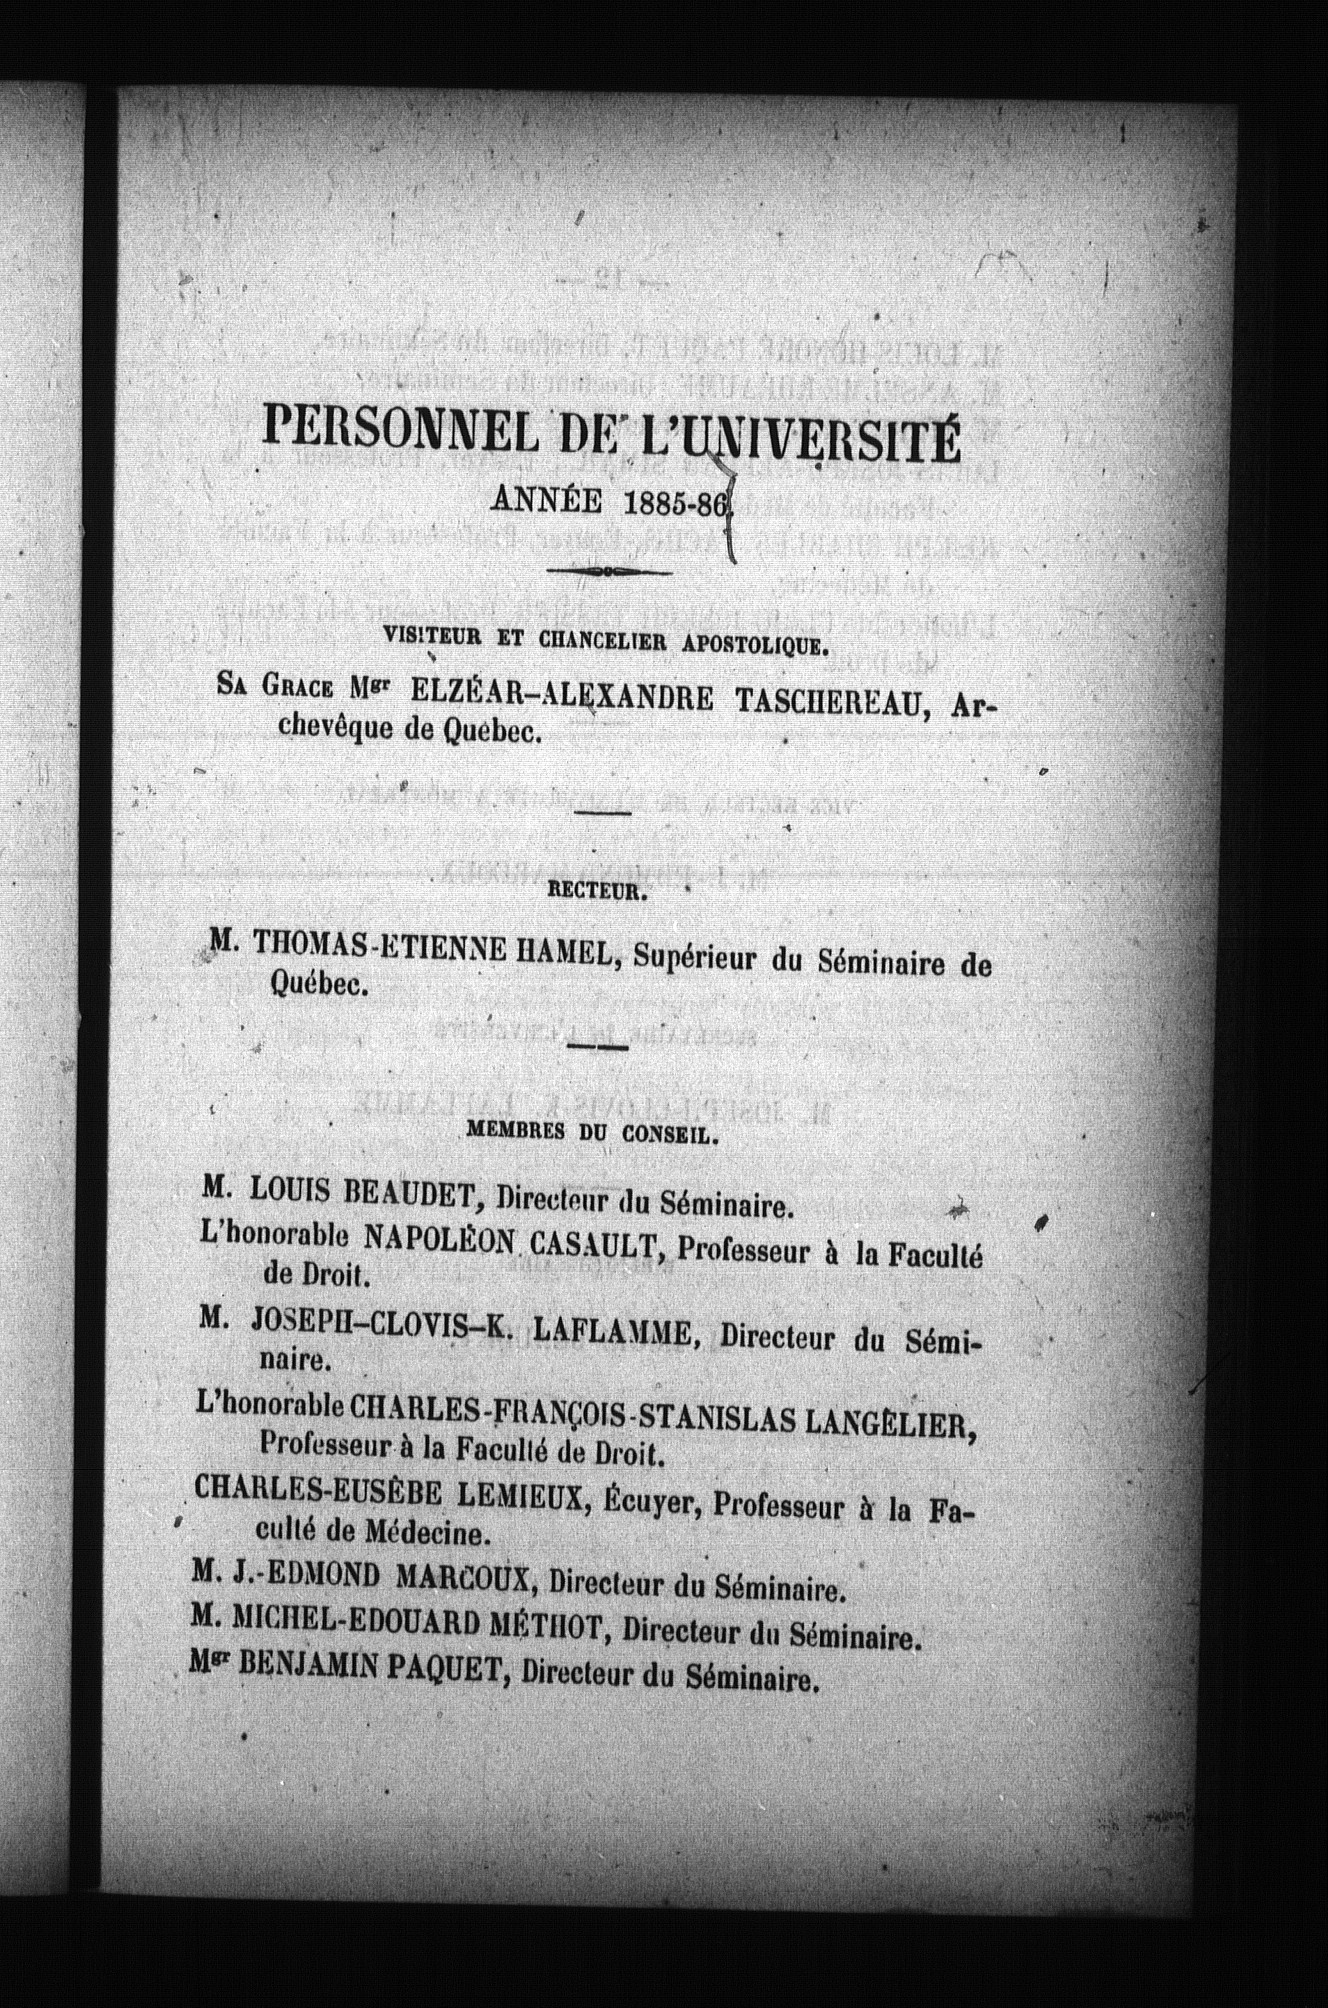 PERSONNEL DE L'UNIVERSITÉ
ANNÉE 1885-86.
VISITEUR ET CHANCELIER APOSTOLIQUE.
SA GRACE Mgr ELZÉAR–ALEXANDRE TASCHEREAU, Ar-
chevêque de Québec.
RECTEUR.
M. THOMAS-ETIENNE HAMEL, Supérieur du Séminaire de
Québec.
MEMBRES DU CONSEIL.
M. LOUIS BEAUDET, Directeur du Séminaire.
L'honorable NAPOLÉON CASAULT, Professeur à la Faculté
de Droit.
M. JOSEPH–CLOVIS–K. LAFLAMME, Directeur du Sémi-
naire.
L'honorable CHARLES-FRANÇOIS-STANISLAS LANGELIER,
Professeur à la Faculté de Droit.
CHARLES-EUSÈBE LEMIEUX, Écuyer, Professeur à la Fa-
culté de Médecine.
M. J.-EDMOND MARCOUX, Directeur du Séminaire.
M. MICHEL-EDOUARD MÉTHOT, Directeur du Séminaire.
Mgr BENJAMIN PAQUET, Directeur du Séminaire.